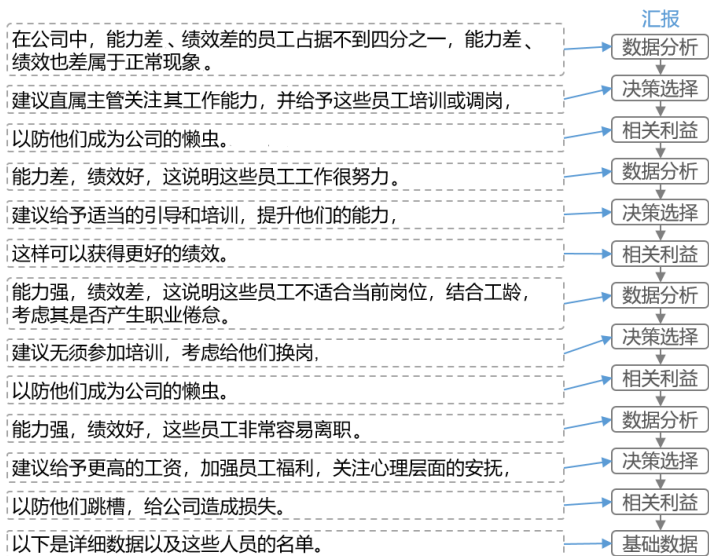 汇报
在公司中，能力差、绩效差的员工占据不到四分之一，能力差、
绩效也差属于正常现象。
数据分析
建议直属主管关注其工作能力，并给予这些员工培训或调岗，
决策选择
以防他们成为公司的懒虫。
相关利益
能力差，绩效好，这说明这些员工工作很努力。
数据分析
建议给予适当的引导和培训，提升他们的能力，
决策选择
这样可以获得更好的绩效。
相关利益
能力强，绩效差，这说明这些员工不适合当前岗位，结合工龄，
考虑其是否产生职业倦怠。
数据分析
建议无须参加培训，考虑给他们换岗，
决策选择
以防他们成为公司的懒虫。
相关利益
能力强，绩效好，这些员工非常容易离职。
数据分析
建议给予更高的工资，加强员工福利，关注心理层面的安抚，
决策选择
以防他们跳槽，给公司造成损失。
相关利益
以下是详细数据以及这些人员的名单。
基础数据